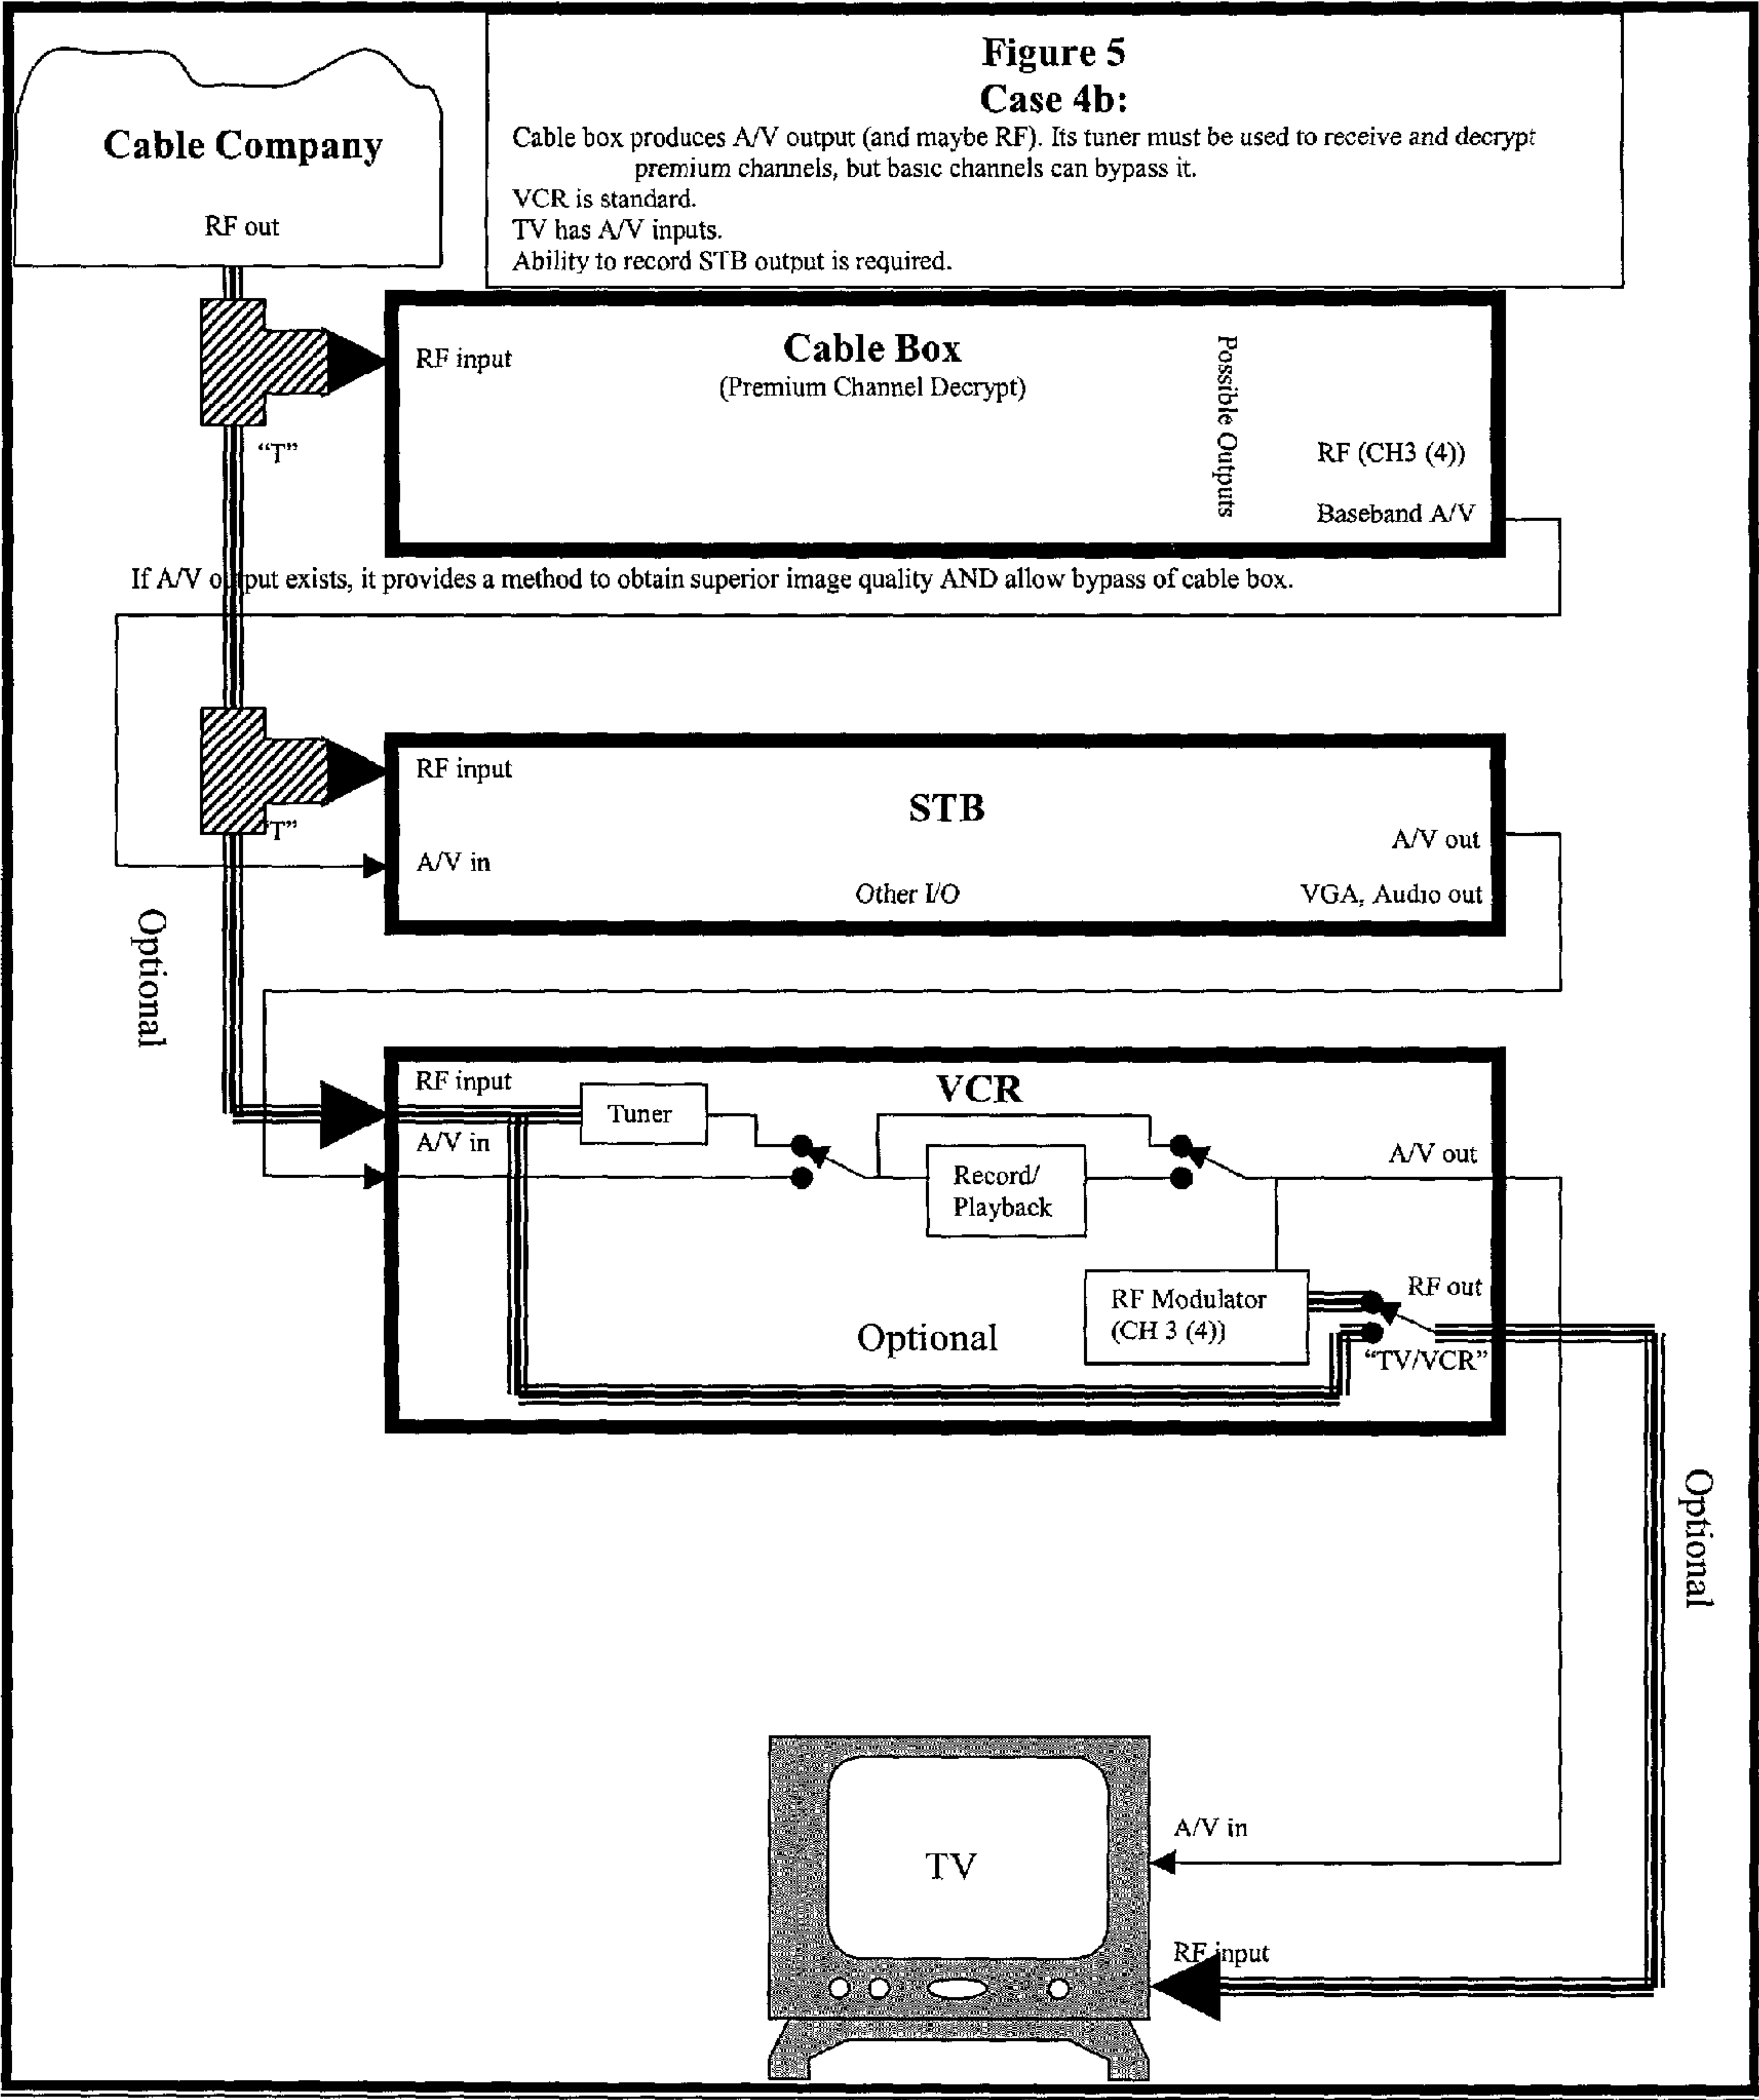 Figure 5
Case 4b:
Cable box produces A/V output (and maybe RF). Its tuner must be used to receive and decrypt
premium channels, but basic channels can bypass it.
VCR is standard.
TV has A/V inputs.
Ability to record STB output is required.
Cable Company
RF out
RF input
Cable Box
(Premium Channel Decrypt)
Possible Outputs
RF (CH3 (4))
Baseband A/V
“T”
If A/V output exists, it provides a method to obtain superior image quality AND allow bypass of cable box.
RF input
STB
“T”
A/V in
A/V out
Other I/O
VGA, Audio out
Optional
RF input
VCR
Tuner
A/V in
A/V out
Record/
Playback
RF Modulator
(CH 3 (4))
RF out
Optional
“TV/VCR”
Optional
A/V in
TV
RF input